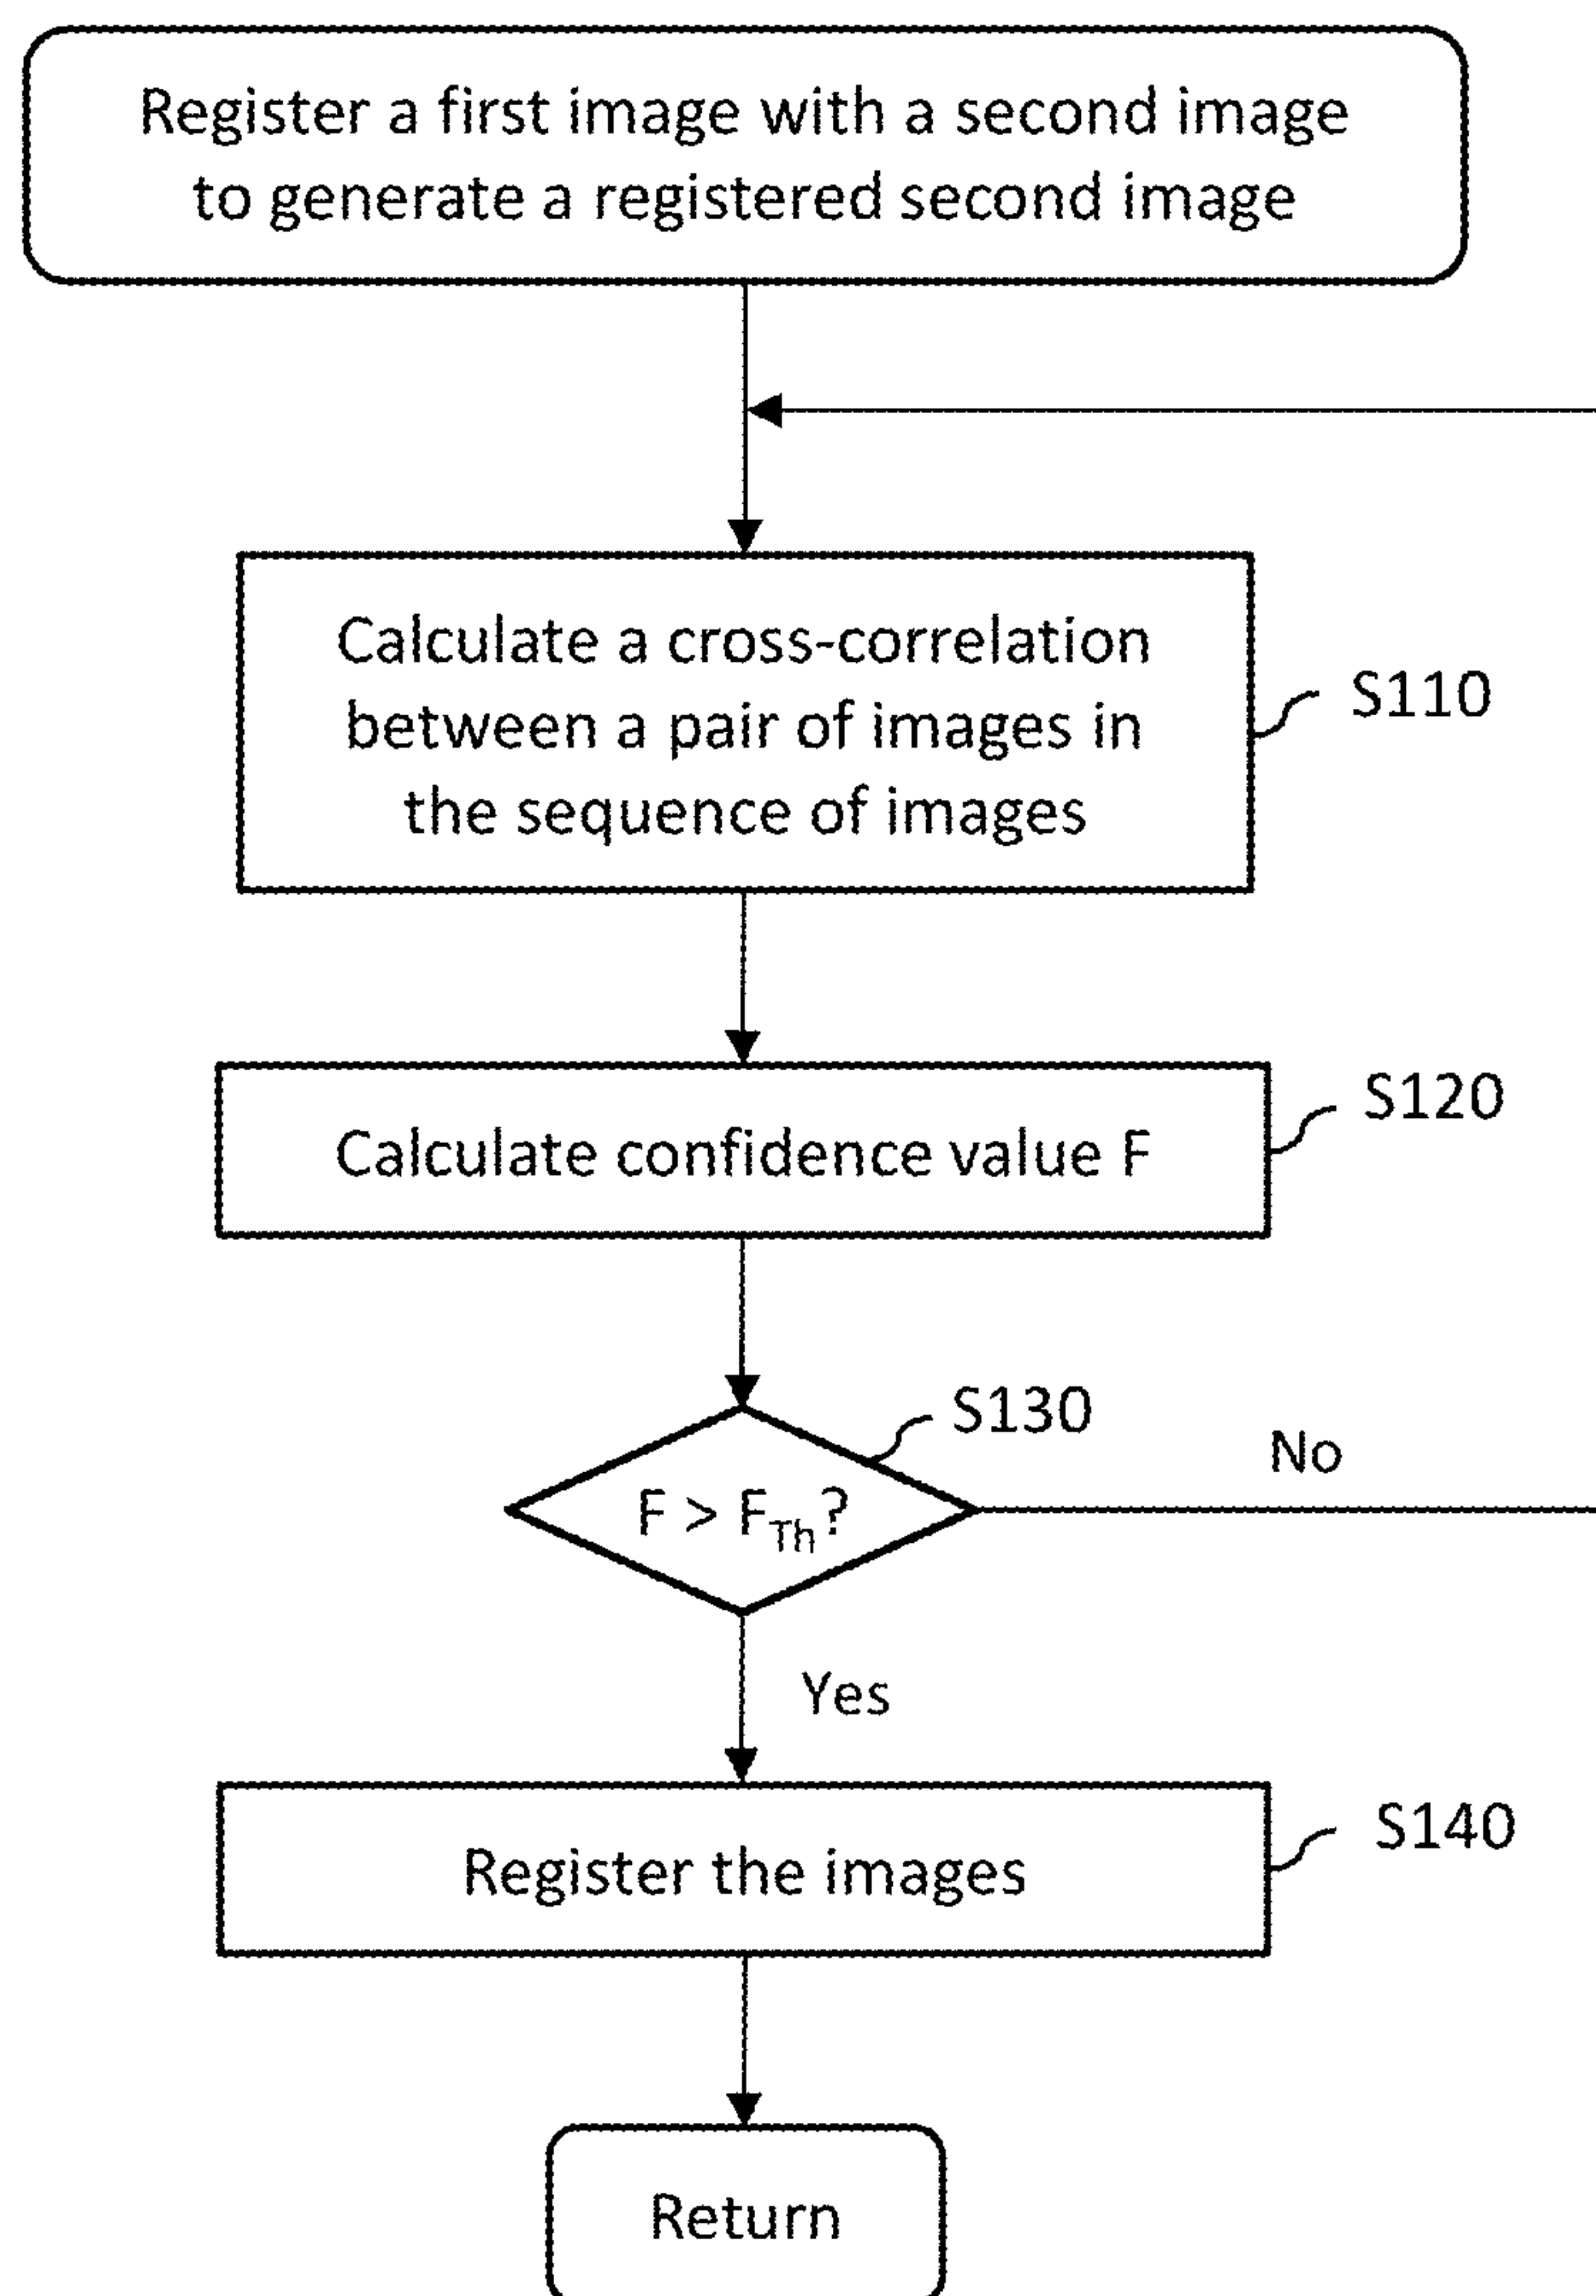 Register a first image with a second image
to generate a registered second image
Calculate a cross-correlation
between a pair of images in
the sequence of images
S110
Calculate confidence value F
S120
S130
F > F_Th?
No
Yes
Register the images
S140
Return